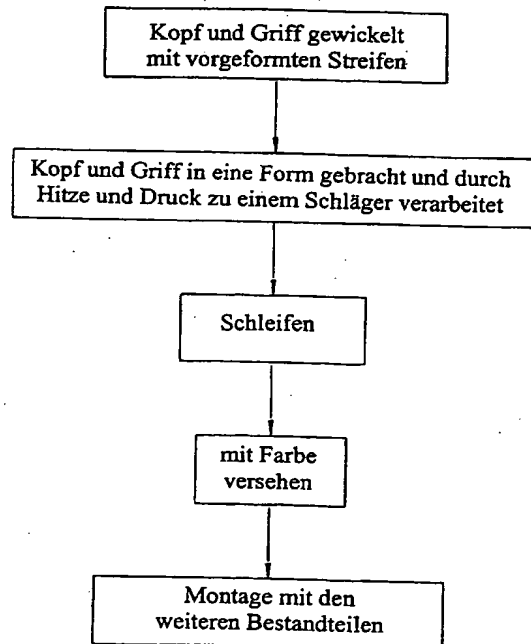 Kopf und Griff gewickelt
mit vorgeformten Streifen
Kopf und Griff in eine Form gebracht und durch
Hitze und Druck zu einem Schläger verarbeitet
Schleifen
mit Farbe
versehen
Montage mit den
weiteren Bestandteilen